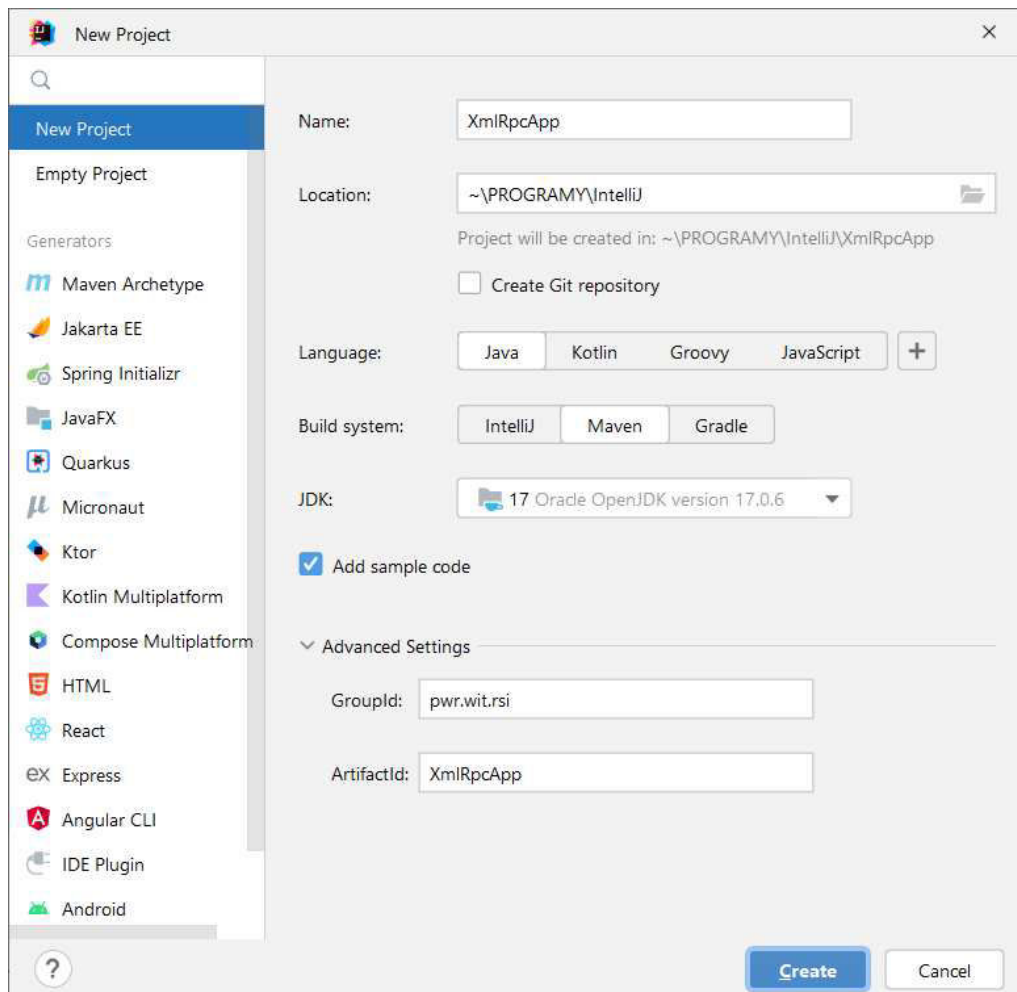 New Project
New Project
Empty Project
Generators
Maven Archetype
Jakarta EE
Spring Initializr
JavaFX
Quarkus
Micronaut
Ktor
Kotlin Multiplatform
Compose Multiplatform
HTML
React
ex Express
Angular CLI
IDE Plugin
Android
Name: XmlRpcApp
Location: ~\PROGRAMY\IntelliJ
Project will be created in: ~\PROGRAMY\IntelliJ\XmlRpcApp
Create Git repository
Language: Java Kotlin Groovy JavaScript +
Build system: IntelliJ Maven Gradle
JDK: 17 Oracle OpenJDK version 17.0.6
Add sample code
Advanced Settings
GroupId: pwr.wit.rsi
ArtifactId: XmlRpcApp
? Create Cancel